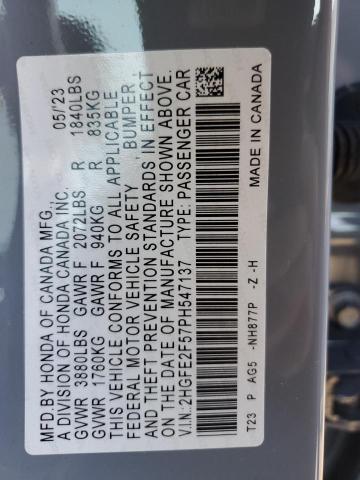 MFD.BY HONDA OF CANADA MFG., 05/'23
A DIVISION OF HONDA CANADA INC.
GVWR 3880LBS GAWR F 2072LBS R 1840LBS
GVWR 1760KG GAWR F 940KG R 835KG
THIS VEHICLE CONFORMS TO ALL APPLICABLE
FEDERAL MOTOR VEHICLE SAFETY, BUMPER,
AND THEFT PREVENTION STANDARDS IN EFFECT
ON THE DATE OF MANUFACTURE SHOWN ABOVE.
V.I.N.:2HGFE2F57PH547137 TYPE: PASSENGER CAR
T23 P AG5 -NH877P -Z -H MADE IN CANADA